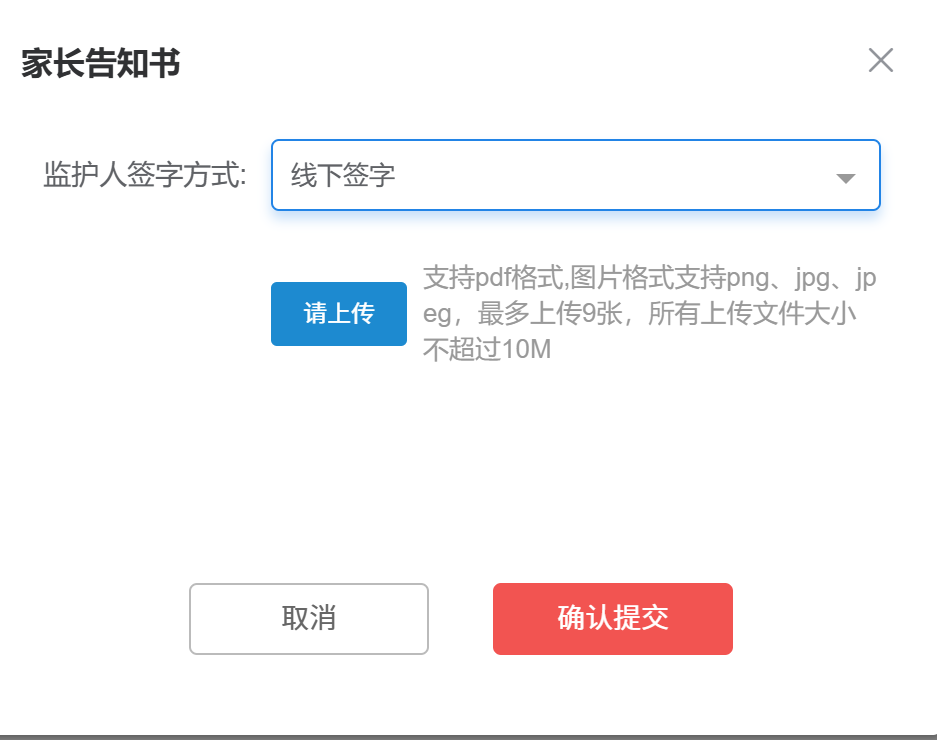 家长告知书
监护人签字方式:
线下签字
请上传
支持pdf格式,图片格式支持png、jpg、jp
eg，最多上传9张，所有上传文件大小
不超过10M
取消
确认提交